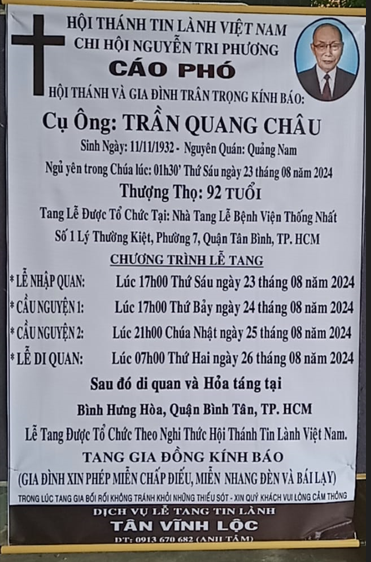 HỘI THÁNH TIN LÀNH VIỆT NAM
CHI HỘI NGUYỄN TRI PHƯƠNG
CÁO PHÓ
HỘI THÁNH VÀ GIA ĐÌNH TRÂN TRỌNG KÍNH BÁO:
Cụ Ông: TRẦN QUANG CHÂU
Sinh Ngày: 11/11/1932 - Nguyên Quán: Quảng Nam
Ngủ yên trong Chúa lúc: 01h30' Thứ Sáu ngày 23 tháng 08 năm 2024
Thượng Thọ: 92 TUỔI
Tang Lễ Được Tổ Chức Tại: Nhà Tang Lễ Bệnh Viện Thống Nhất
Số 1 Lý Thường Kiệt, Phường 7, Quận Tân Bình, TP. HCM
CHƯƠNG TRÌNH LỄ TANG
* LỄ NHẬP QUAN: Lúc 17h00 Thứ Sáu ngày 23 tháng 08 năm 2024
* CẦU NGUYỆN 1: Lúc 17h00 Thứ Bảy ngày 24 tháng 08 năm 2024
* CẦU NGUYỆN 2: Lúc 21h00 Chúa Nhật ngày 25 tháng 08 năm 2024
* LỄ DI QUAN: Lúc 07h00 Thứ Hai ngày 26 tháng 08 năm 2024
Sau đó di quan và Hỏa táng tại
Bình Hưng Hòa, Quận Bình Tân, TP. HCM
Lễ Tang Được Tổ Chức Theo Nghi Thức Hội Thánh Tin Lành Việt Nam.
TANG GIA ĐỒNG KÍNH BÁO
(GIA ĐÌNH XIN PHÉP MIỄN CHẤP ĐIẾU, MIỄN NHANG ĐÈN VÀ BÁI LẠY)
TRONG LÚC TANG GIA BỐI RỐI KHÔNG TRÁNH KHỎI NHỮNG THIẾU SÓT - XIN QUÝ KHÁCH VUI LÒNG CẢM THÔNG
DỊCH VỤ LỄ TANG TIN LÀNH
TÂN VĨNH LỘC
ĐT: 0913 670 682 (ANH TÂM)